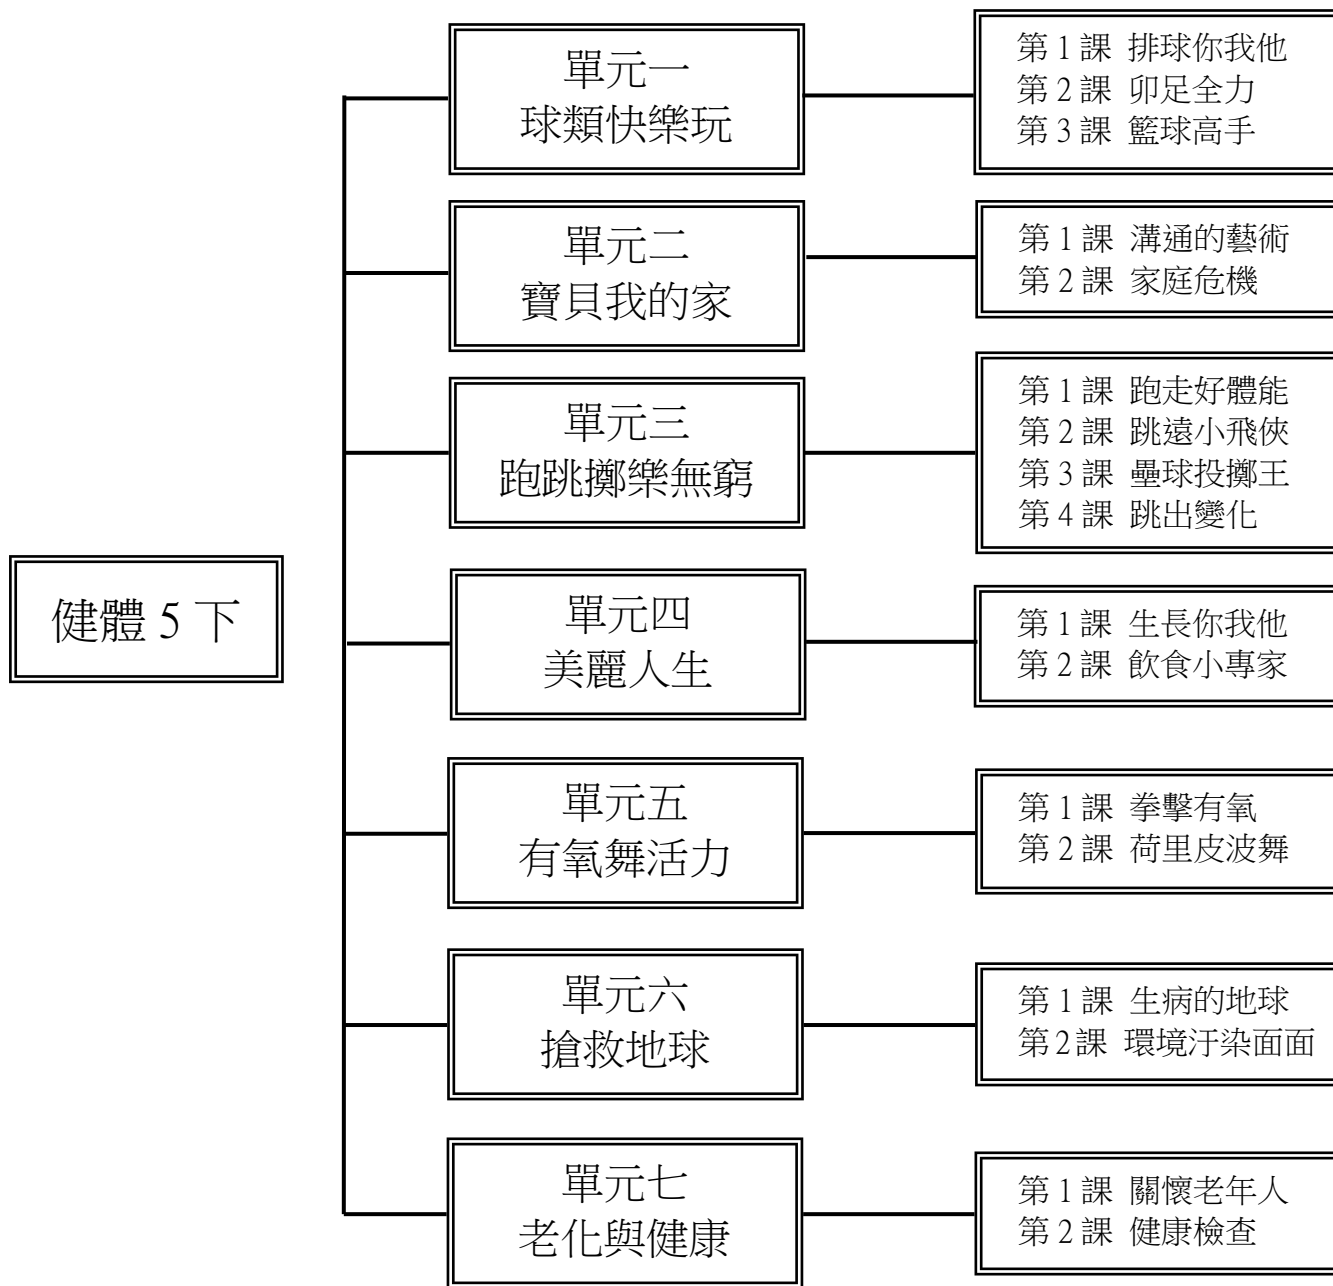 健體 5 下
單元一
球類快樂玩
第 1 課 排球你我他
第 2 課 卯足全力
第 3 課 籃球高手
單元二
寶貝我的家
第 1 課 溝通的藝術
第 2 課 家庭危機
單元三
跑跳擲樂無窮
第 1 課 跑走好體能
第 2 課 跳遠小飛俠
第 3 課 壘球投擲王
第 4 課 跳出變化
單元四
美麗人生
第 1 課 生長你我他
第 2 課 飲食小專家
單元五
有氧舞活力
第 1 課 拳擊有氧
第 2 課 荷里皮波舞
單元六
搶救地球
第 1 課 生病的地球
第 2 課 環境汙染面面
單元七
老化與健康
第 1 課 關懷老年人
第 2 課 健康檢查